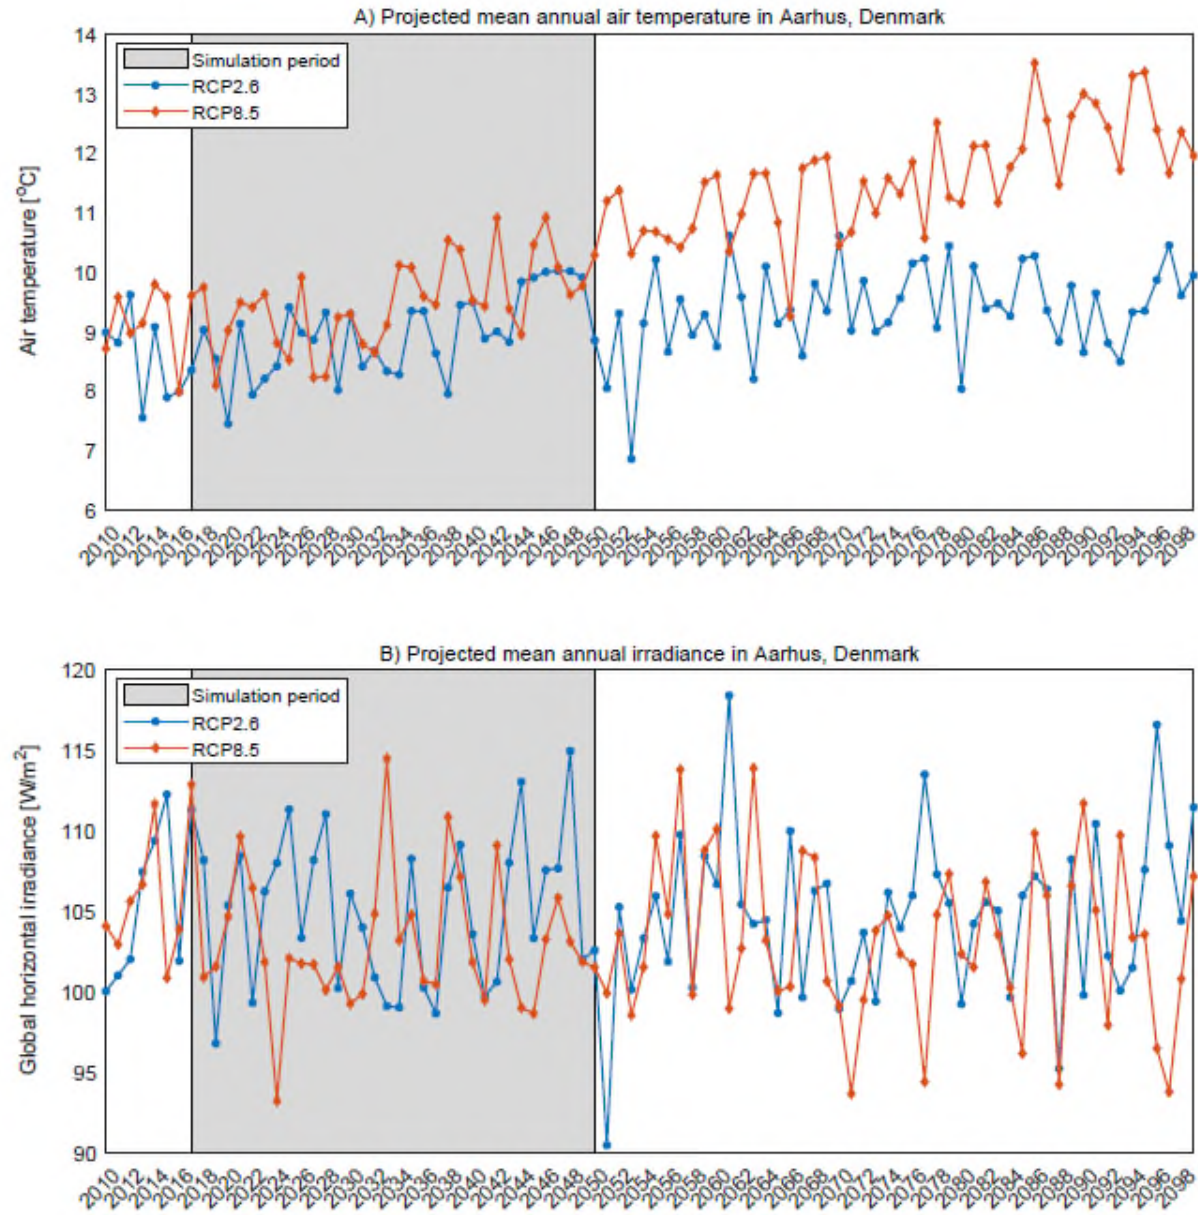 A) Projected mean annual air temperature in Aarhus, Denmark
14
13
12
11
10
9
8
7
6
Air temperature [°C]
Simulation period
RCP2.6
RCP8.5
2010 2012 2014 2016 2018 2020 2022 2024 2026 2028 2030 2032 2034 2036 2038 2040 2042 2044 2046 2048 2050 2052 2054 2056 2058 2060 2062 2064 2066 2068 2070 2072 2074 2076 2078 2080 2082 2084 2086 2088 2090 2092 2094 2096 2098
B) Projected mean annual irradiance in Aarhus, Denmark
120
115
110
105
100
95
90
Global horizontal irradiance [W/m²]
Simulation period
RCP2.6
RCP8.5
2010 2012 2014 2016 2018 2020 2022 2024 2026 2028 2030 2032 2034 2036 2038 2040 2042 2044 2046 2048 2050 2052 2054 2056 2058 2060 2062 2064 2066 2068 2070 2072 2074 2076 2078 2080 2082 2084 2086 2088 2090 2092 2094 2096 2098